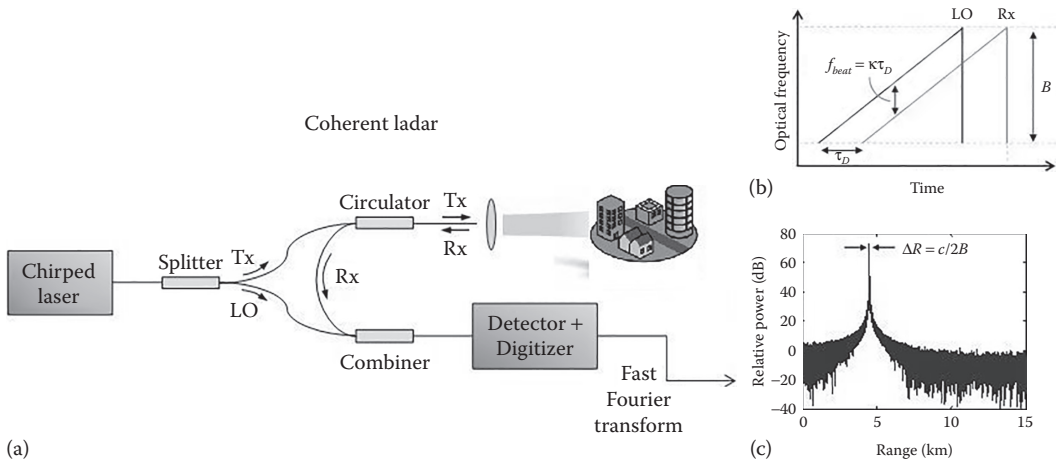 Coherent ladar
Chirped
laser
Splitter
Tx
LO
Circulator
Tx
Rx
Rx
Combiner
Detector +
Digitizer
Fast
Fourier
transform
(a)
LO Rx
Optical frequency
f_beat = κτ_D
B
τ_D
Time
(b)
Relative power (dB)
80
60
40
20
0
−20
−40
ΔR = c/2B
0 5 10 15
Range (km)
(c)